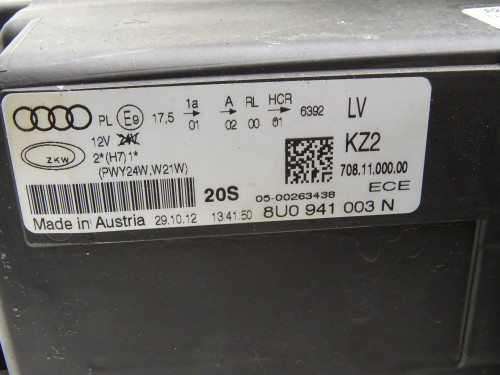 PL E9 17,5 1a A RL HCR 6392 LV
01 02 00 61
12V 24V KZ2
ZKW 2*(H7)1* 708.11.000.00
(PWY24W,W21W) ECE
20S 05-00263438
Made in Austria 29.10.12 13:41:50 8U0 941 003 N